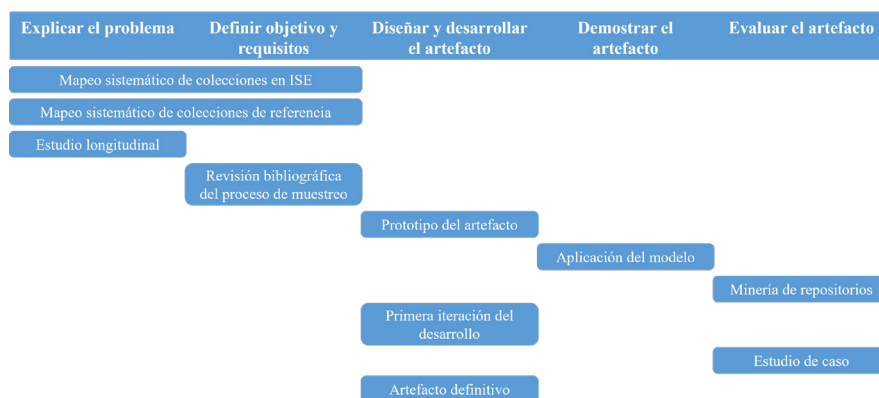 Explicar el problema
Definir objetivo y
requisitos
Diseñar y desarrollar
el artefacto
Demostrar el
artefacto
Evaluar el artefacto
Mapeo sistemático de colecciones en ISE
Mapeo sistemático de colecciones de referencia
Estudio longitudinal
Revisión bibliográfica
del proceso de muestreo
Prototipo del artefacto
Aplicación del modelo
Minería de repositorios
Primera iteración del
desarrollo
Estudio de caso
Artefacto definitivo